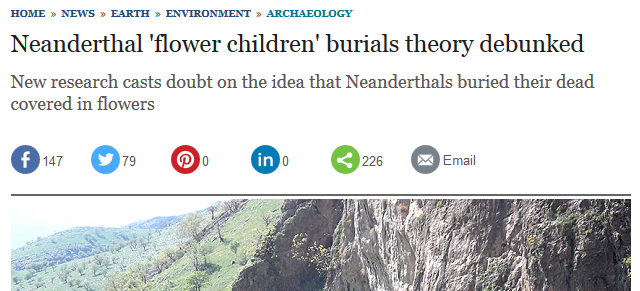 HOME » NEWS » EARTH » ENVIRONMENT » ARCHAEOLOGY
Neanderthal 'flower children' burials theory debunked
New research casts doubt on the idea that Neanderthals buried their dead
covered in flowers
f 147 79 0 in 0 226 Email